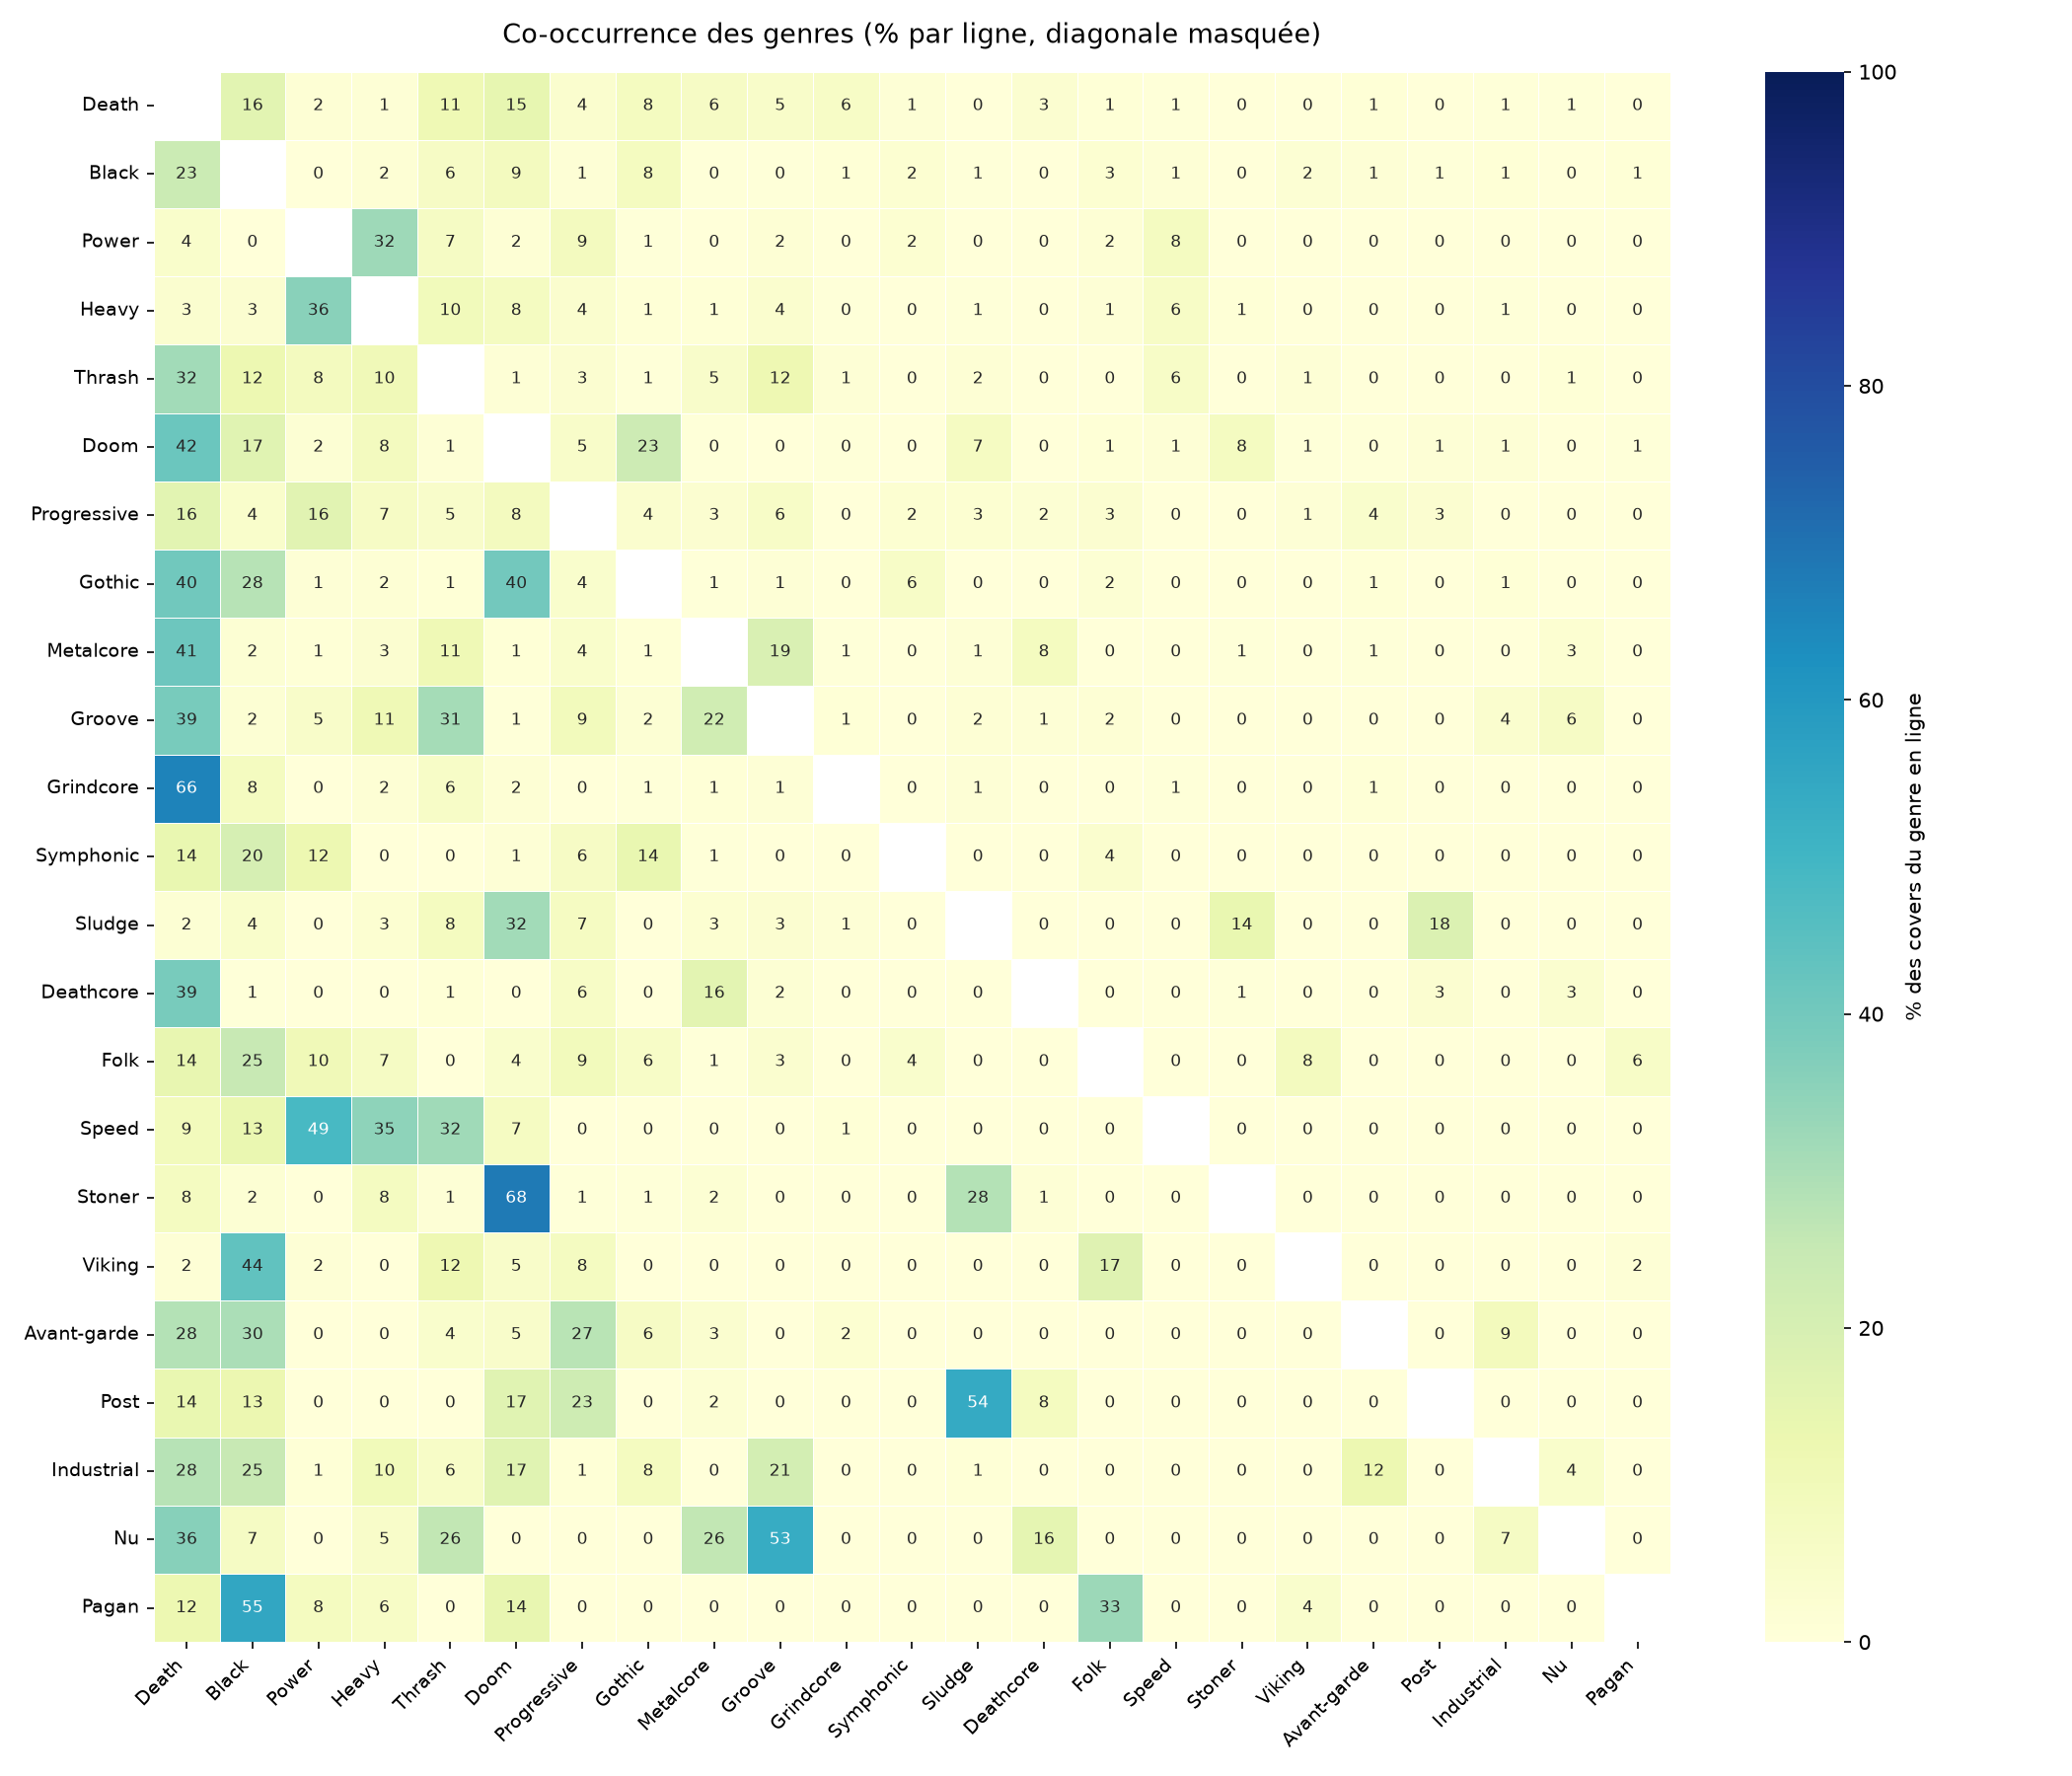 Co-occurrence des genres (% par ligne, diagonale masquée)
Death 16 2 1 11 15 4 8 6 5 6 1 0 3 1 1 0 0 1 0 1 1 0
Black 23 0 2 6 9 1 8 0 0 1 2 1 0 3 1 0 2 1 1 1 0 1
Power 4 0 32 7 2 9 1 0 2 0 2 0 0 2 8 0 0 0 0 0 0 0
Heavy 3 3 36 10 8 4 1 1 4 0 0 1 0 1 6 1 0 0 0 1 0 0
Thrash 32 12 8 10 1 3 1 5 12 1 0 2 0 0 6 0 1 0 0 0 1 0
Doom 42 17 2 8 1 5 23 0 0 0 0 7 0 1 1 8 1 0 1 1 0 1
Progressive 16 4 16 7 5 8 4 3 6 0 2 3 2 3 0 0 1 4 3 0 0 0
Gothic 40 28 1 2 1 40 4 1 1 0 6 0 0 2 0 0 0 1 0 1 0 0
Metalcore 41 2 1 3 11 1 4 1 19 1 0 1 8 0 0 1 0 1 0 0 3 0
Groove 39 2 5 11 31 1 9 2 22 1 0 2 1 2 0 0 0 0 0 4 6 0
Grindcore 66 8 0 2 6 2 0 1 1 1 0 1 0 0 1 0 0 1 0 0 0 0
Symphonic 14 20 12 0 0 1 6 14 1 0 0 0 0 4 0 0 0 0 0 0 0 0
Sludge 2 4 0 3 8 32 7 0 3 3 1 0 0 0 0 14 0 0 18 0 0 0
Deathcore 39 1 0 0 1 0 6 0 16 2 0 0 0 0 0 1 0 0 3 0 3 0
Folk 14 25 10 7 0 4 9 6 1 3 0 4 0 0 0 0 8 0 0 0 0 6
Speed 9 13 49 35 32 7 0 0 0 0 1 0 0 0 0 0 0 0 0 0 0 0
Stoner 8 2 0 8 1 68 1 1 2 0 0 0 28 1 0 0 0 0 0 0 0 0
Viking 2 44 2 0 12 5 8 0 0 0 0 0 0 0 17 0 0 0 0 0 0 2
Avant-garde 28 30 0 0 4 5 27 6 3 0 2 0 0 0 0 0 0 0 0 9 0 0
Post 14 13 0 0 0 17 23 0 2 0 0 0 54 8 0 0 0 0 0 0 0 0
Industrial 28 25 1 10 6 17 1 8 0 21 0 0 1 0 0 0 0 0 12 0 4 0
Nu 36 7 0 5 26 0 0 0 26 53 0 0 0 16 0 0 0 0 0 0 7 0
Pagan 12 55 8 6 0 14 0 0 0 0 0 0 0 0 33 0 0 4 0 0 0 0
Death Black Power Heavy Thrash Doom Progressive Gothic Metalcore Groove Grindcore Symphonic Sludge Deathcore Folk Speed Stoner Viking Avant-garde Post Industrial Nu Pagan
100
80
60
40
20
0
% des covers du genre en ligne